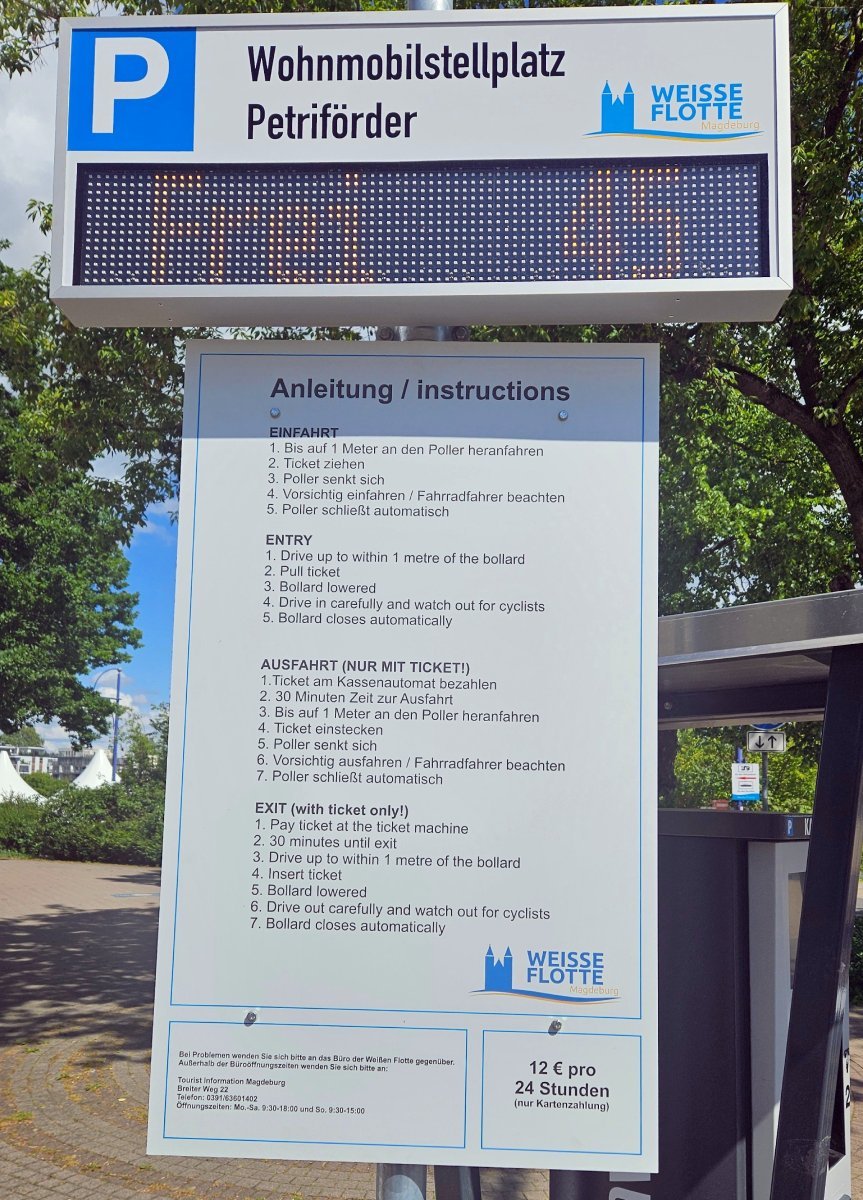 P
Wohnmobilstellplatz
Petriförder
WEISSE
FLOTTE
Magdeburg
Frei 45
Anleitung / instructions
EINFAHRT
1. Bis auf 1 Meter an den Poller heranfahren
2. Ticket ziehen
3. Poller senkt sich
4. Vorsichtig einfahren / Fahrradfahrer beachten
5. Poller schließt automatisch
ENTRY
1. Drive up to within 1 metre of the bollard
2. Pull ticket
3. Bollard lowered
4. Drive in carefully and watch out for cyclists
5. Bollard closes automatically
AUSFAHRT (NUR MIT TICKET!)
1.Ticket am Kassenautomat bezahlen
2. 30 Minuten Zeit zur Ausfahrt
3. Bis auf 1 Meter an den Poller heranfahren
4. Ticket einstecken
5. Poller senkt sich
6. Vorsichtig ausfahren / Fahrradfahrer beachten
7. Poller schließt automatisch
EXIT (with ticket only!)
1. Pay ticket at the ticket machine
2. 30 minutes until exit
3. Drive up to within 1 metre of the bollard
4. Insert ticket
5. Bollard lowered
6. Drive out carefully and watch out for cyclists
7. Bollard closes automatically
WEISSE
FLOTTE
Magdeburg
Bei Problemen wenden Sie sich bitte an das Büro der Weißen Flotte gegenüber.
Außerhalb der Büroöffnungszeiten wenden Sie sich bitte an:
Tourist Information Magdeburg
Breiter Weg 22
Telefon: 0391/63601402
Öffnungszeiten: Mo.-Sa. 9:30-18:00 und So. 9:30-15:00
12 € pro
24 Stunden
(nur Kartenzahlung)
P